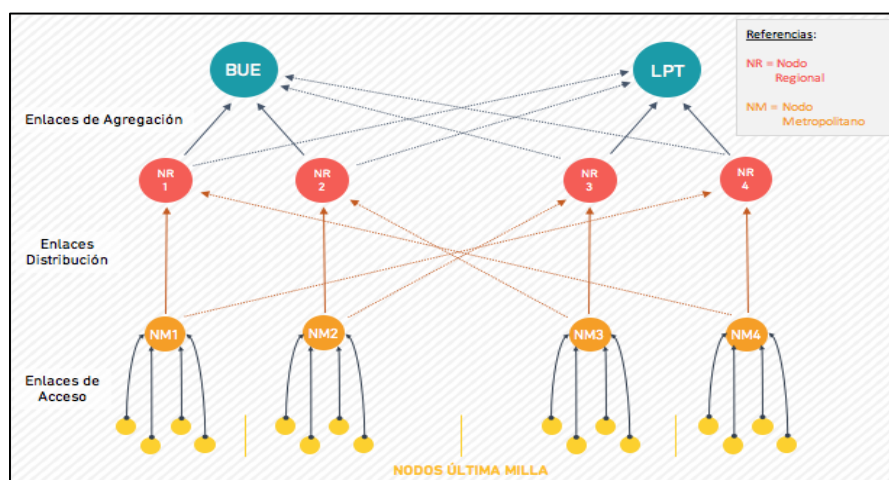 Referencias:
NR = Nodo
Regional
NM = Nodo
Metropolitano
BUE
LPT
Enlaces de Agregación
NR
1
NR
2
NR
3
NR
4
Enlaces
Distribución
NM1
NM2
NM3
NM4
Enlaces de
Acceso
NODOS ÚLTIMA MILLA